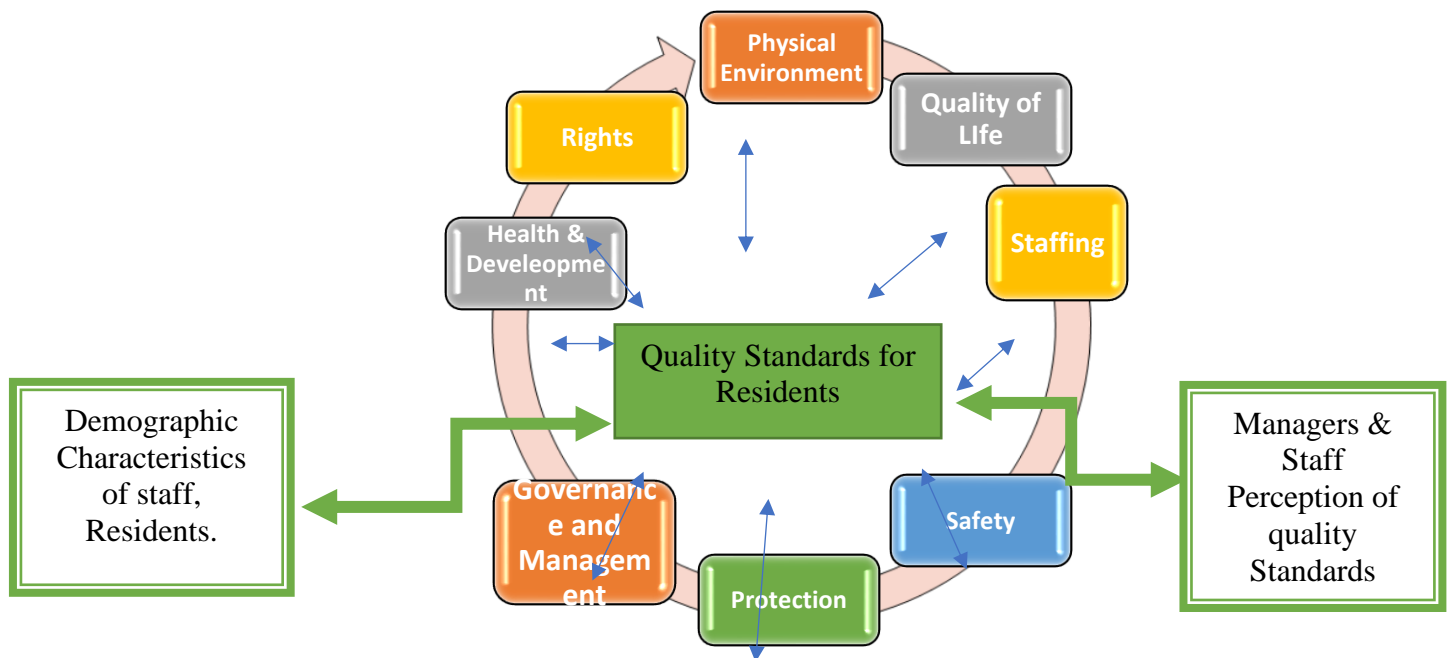 Physical
Environment
Quality of
LIfe
Rights
Staffing
Health &
Develeopme
nt
Quality Standards for
Residents
Demographic
Characteristics
of staff,
Residents.
Managers &
Staff
Perception of
quality
Standards
Governanc
e and
Managem
ent
Safety
Protection